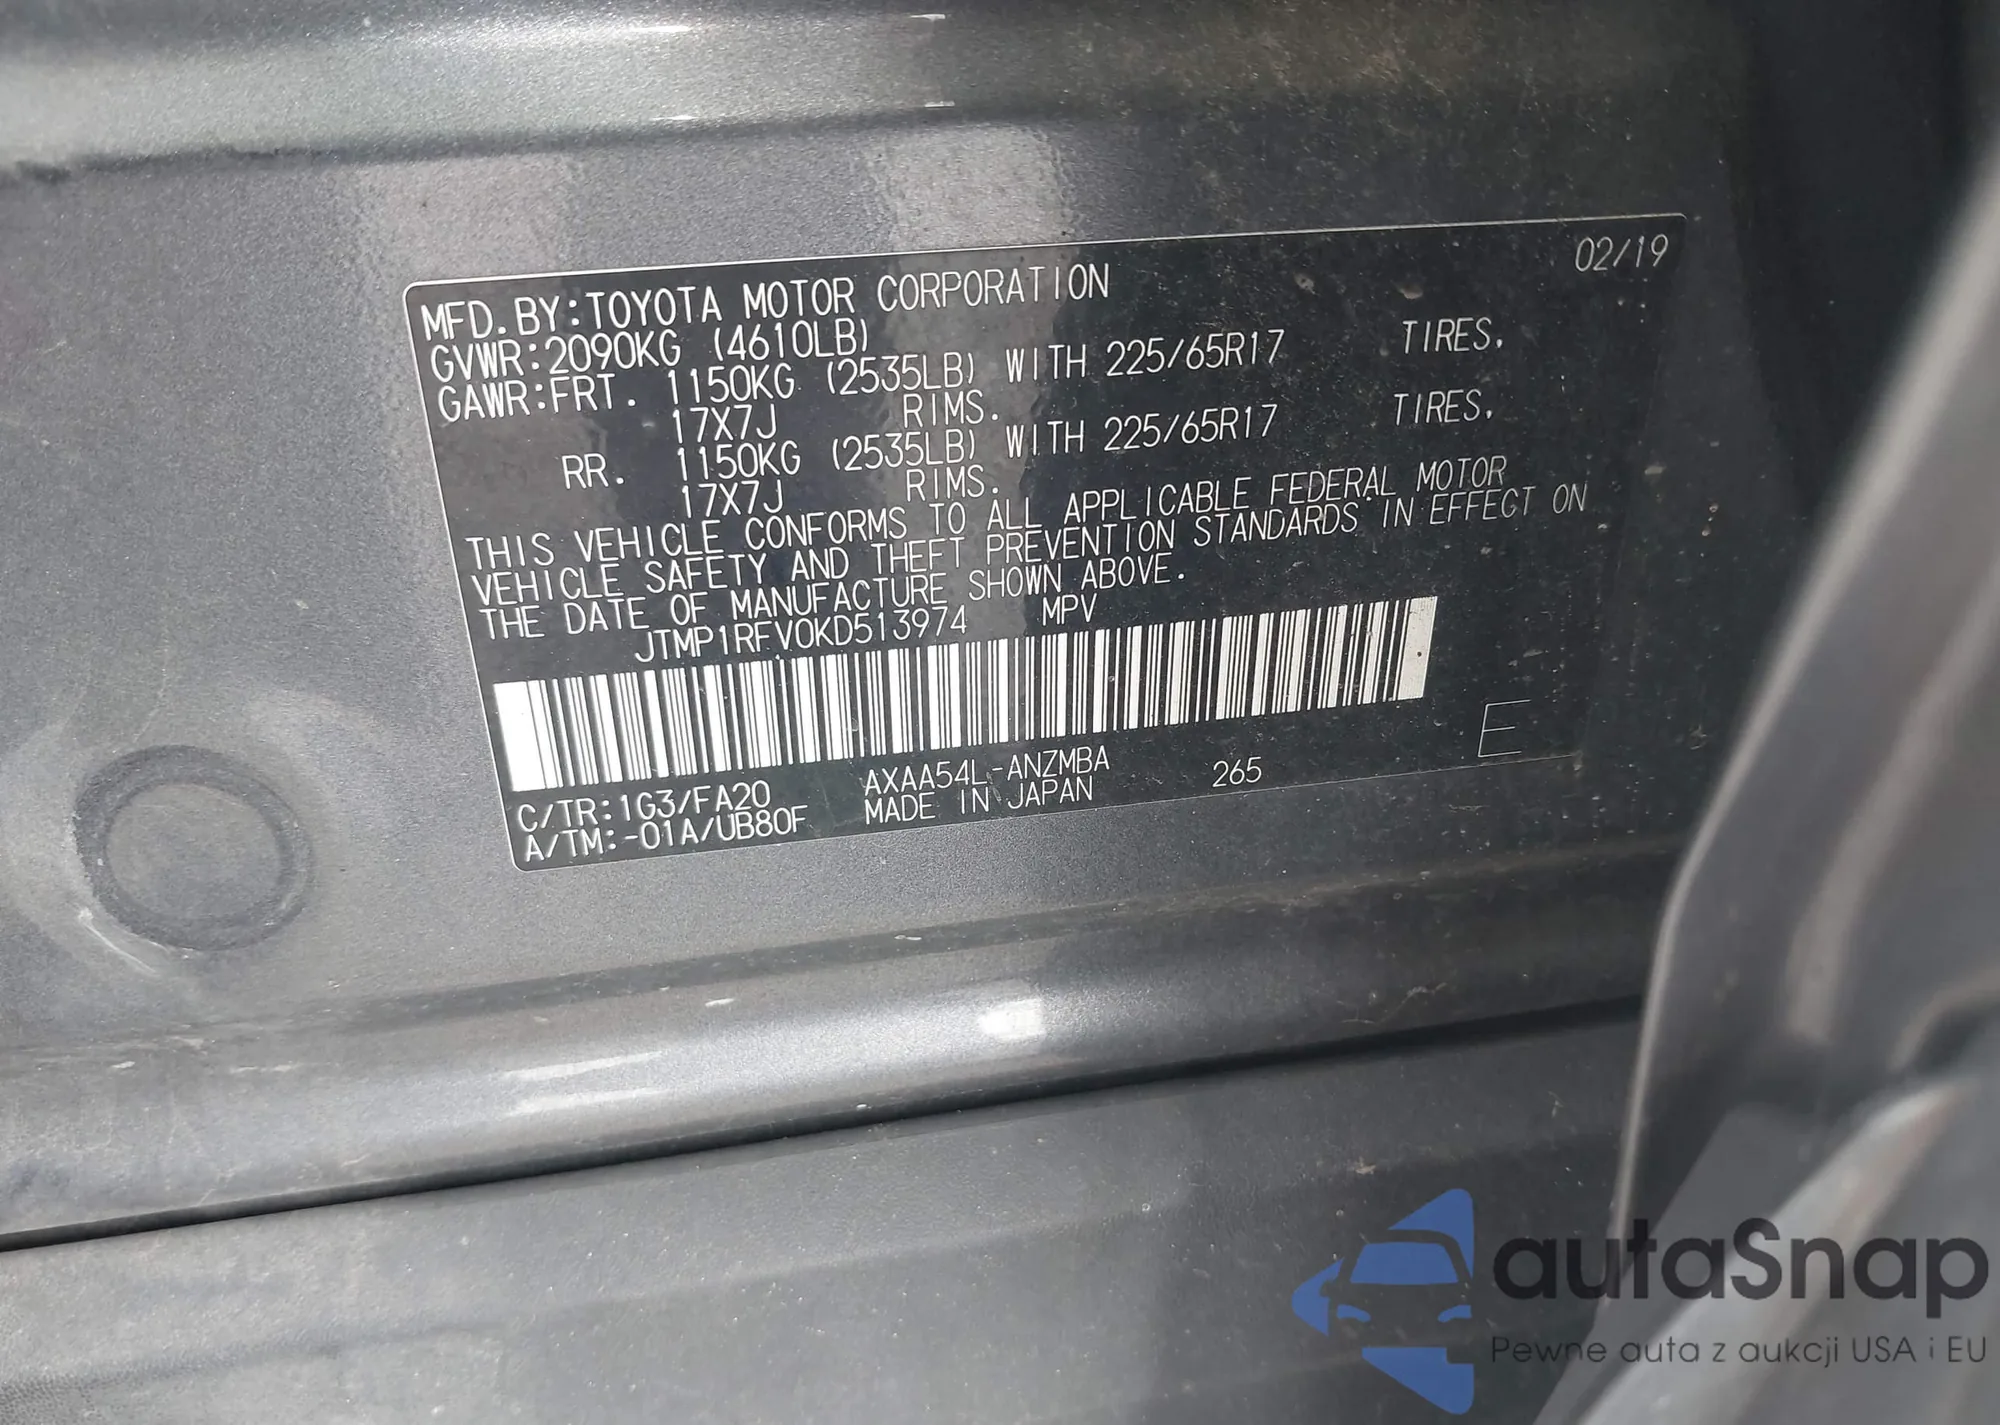 02/19
MFD. BY:TOYOTA MOTOR CORPORATION
GVWR:2090KG (4610LB)
GAWR:FRT. 1150KG (2535LB) WITH 225/65R17 TIRES,
17X7J RIMS.
RR. 1150KG (2535LB) WITH 225/65R17 TIRES,
17X7J RIMS.
THIS VEHICLE CONFORMS TO ALL APPLICABLE FEDERAL MOTOR
VEHICLE SAFETY AND THEFT PREVENTION STANDARDS IN EFFECT ON
THE DATE OF MANUFACTURE SHOWN ABOVE.
JTMP1RFV0KD513974 MPV
E
C/TR:1G3/FA20 AXAA54L-ANZMBA 265
A/TM:-01A/UB80F MADE IN JAPAN
autaSnap
Pewne auta z aukcji USA i EU